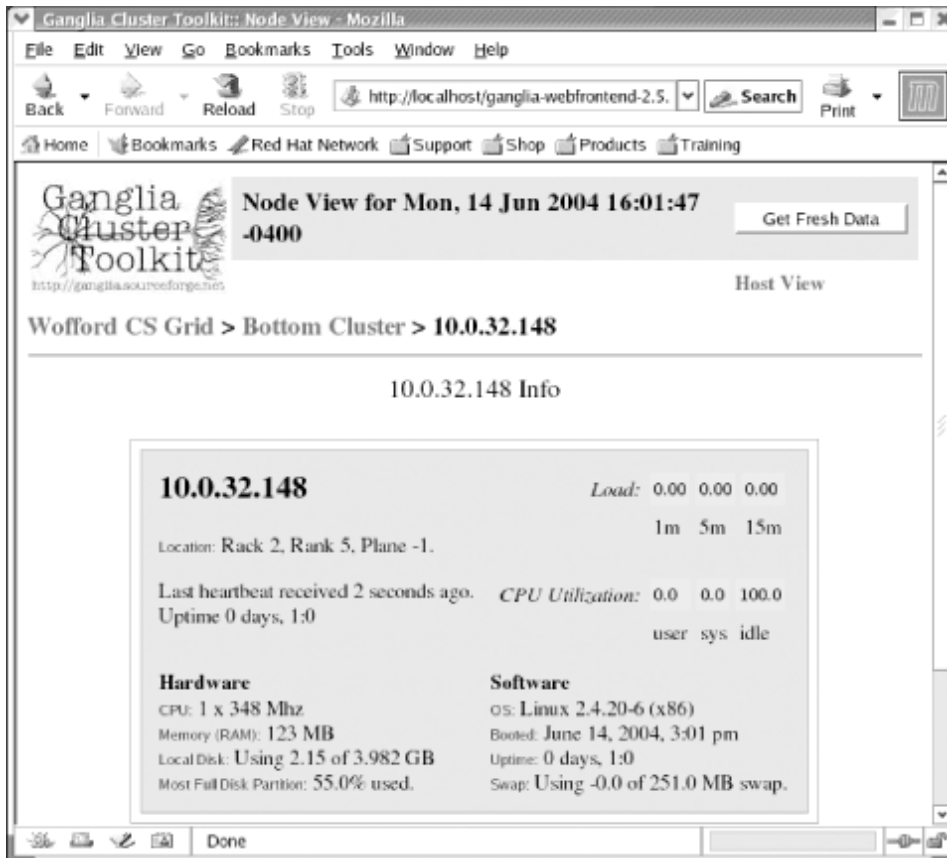 Ganglia Cluster Toolkit:: Node View - Mozilla
File Edit View Go Bookmarks Tools Window Help
Back Forward Reload Stop http://localhost/ganglia-webfrontend-2.5. Search Print
Home Bookmarks Red Hat Network Support Shop Products Training
Ganglia
Cluster
Toolkit
http://ganglia.sourceforge.net
Node View for Mon, 14 Jun 2004 16:01:47
-0400
Get Fresh Data
Host View
Wofford CS Grid > Bottom Cluster > 10.0.32.148
10.0.32.148 Info
10.0.32.148
Load: 0.00 0.00 0.00
1m 5m 15m
Location: Rack 2, Rank 5, Plane -1.
Last heartbeat received 2 seconds ago.
Uptime 0 days, 1:0
CPU Utilization: 0.0 0.0 100.0
user sys idle
Hardware
CPU: 1 x 348 Mhz
Memory (RAM): 123 MB
Local Disk: Using 2.15 of 3.982 GB
Most Full Disk Partition: 55.0% used.
Software
OS: Linux 2.4.20-6 (x86)
Booted: June 14, 2004, 3:01 pm
Uptime: 0 days, 1:0
Swap: Using -0.0 of 251.0 MB swap.
Done